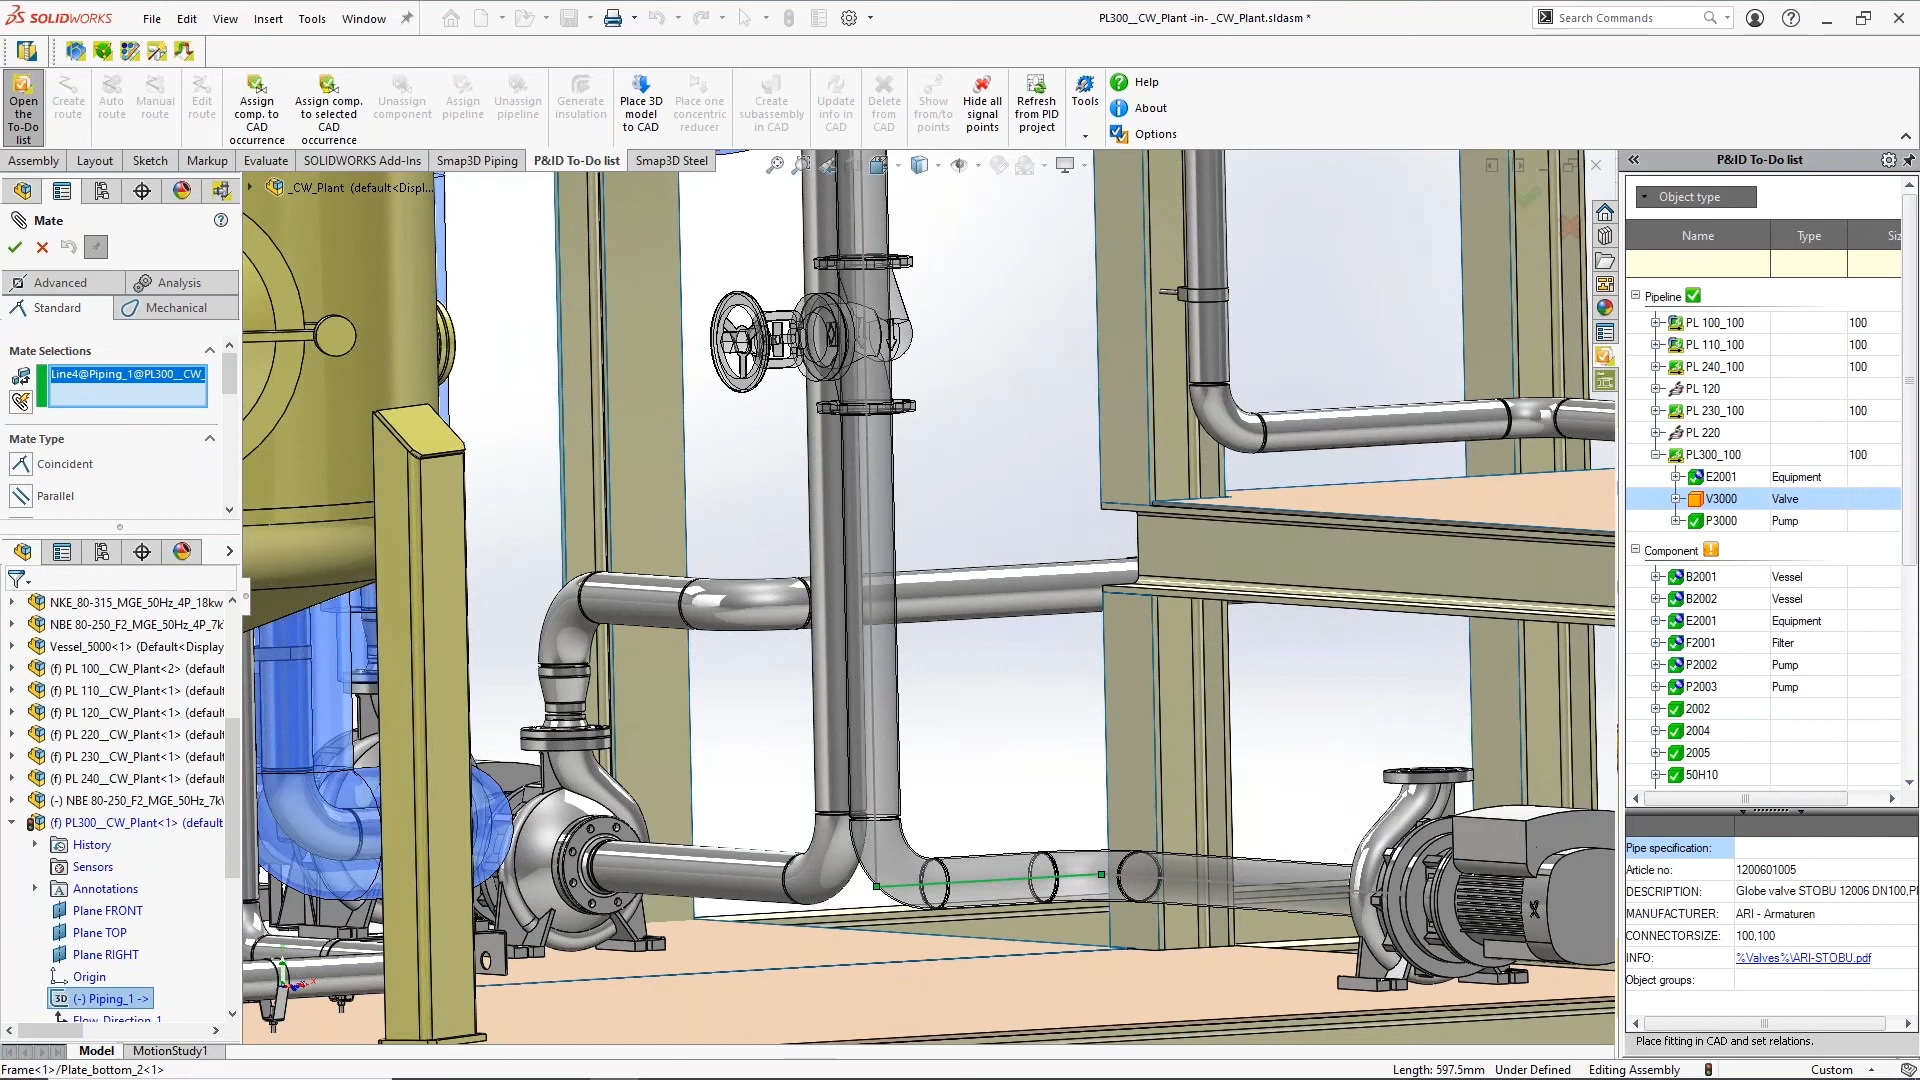 SOLIDWORKS File Edit View Insert Tools Window PL300__CW_Plant -in- _CW_Plant.sldasm * Search Commands
Open the To-Do list
Create route
Auto route
Manual route
Edit route
Assign comp. to CAD occurrence
Assign comp. to selected CAD occurrence
Unassign component
Assign pipeline
Unassign pipeline
Generate insulation
Place 3D model to CAD
Place one concentric reducer
Create subassembly in CAD
Update info in CAD
Delete from CAD
Show from/to points
Hide all signal points
Refresh from PID project
Tools
Help
About
Options
Assembly Layout Sketch Markup Evaluate SOLIDWORKS Add-Ins Smap3D Piping P&ID To-Do list Smap3D Steel
_CW_Plant (default<Displ...
Mate
Advanced Analysis
Standard Mechanical
Mate Selections
Line4@Piping_1@PL300__CW_
Mate Type
Coincident
Parallel
NKE_80-315_MGE_50Hz_4P_18kw
NBE 80-250_F2_MGE_50Hz_4P_7k
Vessel_5000<1> (Default<Display
(f) PL 100__CW_Plant<2> (default
(f) PL 110__CW_Plant<1> (default
(f) PL 120__CW_Plant<1> (default
(f) PL 220__CW_Plant<1> (default
(f) PL 230__CW_Plant<1> (default
(f) PL 240__CW_Plant<1> (default
(-) NBE 80-250_F2_MGE_50Hz_7k
(f) PL300__CW_Plant<1> (default
History
Sensors
Annotations
Plane FRONT
Plane TOP
Plane RIGHT
Origin
3D (-) Piping_1 ->
Flow_Direction_1
Model MotionStudy1
Frame<1>/Plate_bottom_2<1>
P&ID To-Do list
Object type
Name Type Siz
Pipeline
PL 100_100 100
PL 110_100 100
PL 240_100 100
PL 120
PL 230_100 100
PL 220
PL300_100 100
E2001 Equipment
V3000 Valve
P3000 Pump
Component
B2001 Vessel
B2002 Vessel
E2001 Equipment
F2001 Filter
P2002 Pump
P2003 Pump
2002
2004
2005
50H10
Pipe specification:
Article no: 1200601005
DESCRIPTION: Globe valve STOBU 12006 DN100,Pl
MANUFACTURER: ARI - Armaturen
CONNECTORSIZE: 100,100
INFO: %Valves%\ARI-STOBU.pdf
Object groups:
Place fitting in CAD and set relations.
Length: 597.5mm Under Defined Editing Assembly Custom